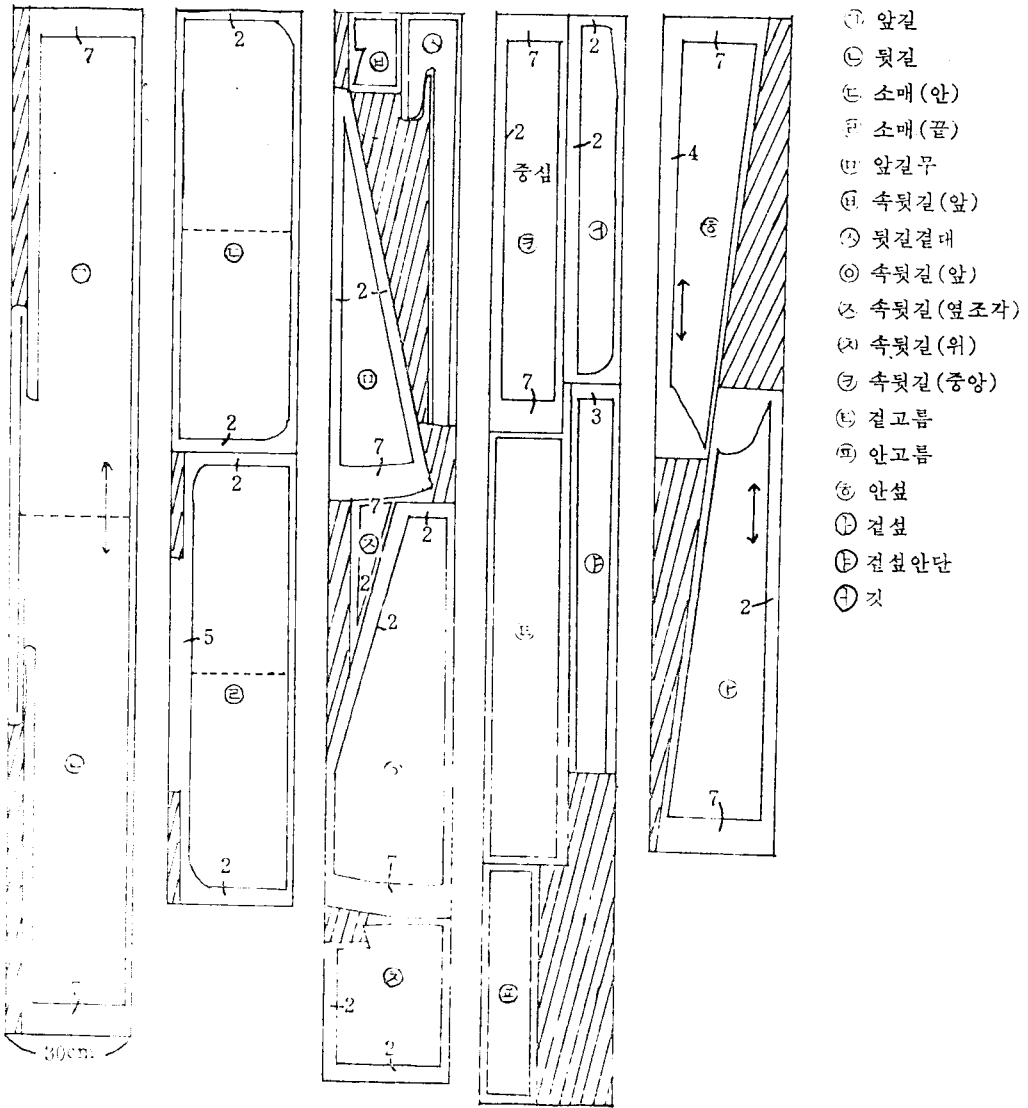 7
㉠
㉡
7
30cm
2
㉢
2
2
5
㉣
2
㉥
㉦
2
㉤
7
7
㉨
2
2
2
㉧
7
㉩
2
2
7
2
중심
㉪
7
2
2
ㅓ
3
ㅑ
㉫
㉬
7
4
㉭
2
ㅏ
7
㉠ 앞길
㉡ 뒷길
㉢ 소매(안)
㉣ 소매(끝)
㉤ 앞길무
㉥ 속뒷길(앞)
㉦ 뒷길곁대
㉧ 속뒷길(앞)
㉨ 속뒷길(옆조각)
㉩ 속뒷길(위)
㉪ 속뒷길(중앙)
㉫ 겉고름
㉬ 안고름
㉭ 안섶
ㅏ 겉섶
ㅑ 겉섶안단
ㅓ 깃